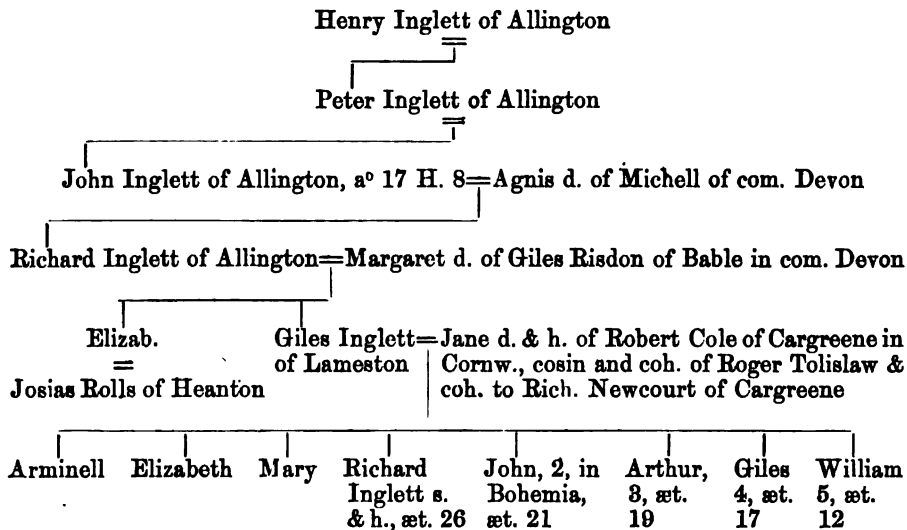 Henry Inglett of Allington
=
Peter Inglett of Allington
=
John Inglett of Allington, aᵒ 17 H. 8=Agnis d. of Michell of com. Devon
Richard Inglett of Allington=Margaret d. of Giles Risdon of Bable in com. Devon
Elizab.
=
Josias Rolls of Heanton
Giles Inglett=Jane d. & h. of Robert Cole of Cargreene in
of Lameston Cornw., cosin and coh. of Roger Tolislaw &
coh. to Rich. Newcourt of Cargreene
Arminell
Elizabeth
Mary
Richard
Inglett s.
& h., æt. 26
John, 2, in
Bohemia,
æt. 21
Arthur,
3, æt.
19
Giles
4, æt.
17
William
5, æt.
12